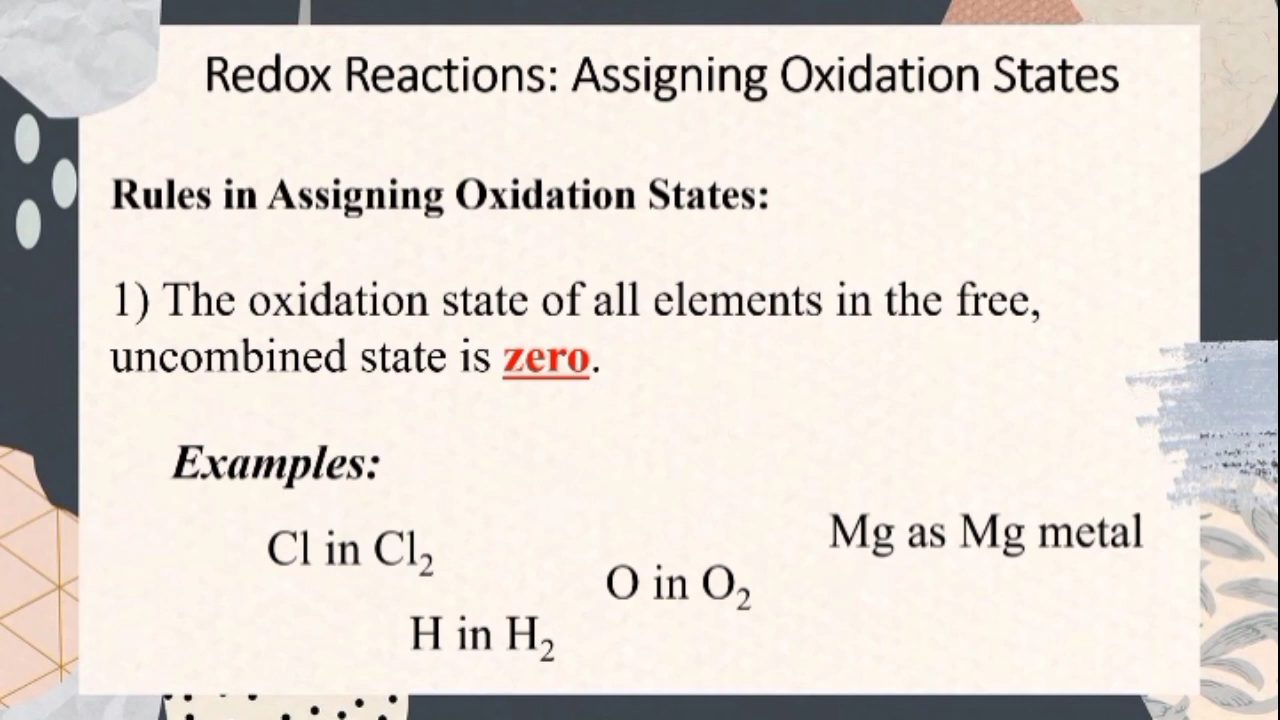 Redox Reactions: Assigning Oxidation States
Rules in Assigning Oxidation States:
1) The oxidation state of all elements in the free,
uncombined state is zero.
Examples:
Cl in Cl₂
H in H₂
O in O₂
Mg as Mg metal